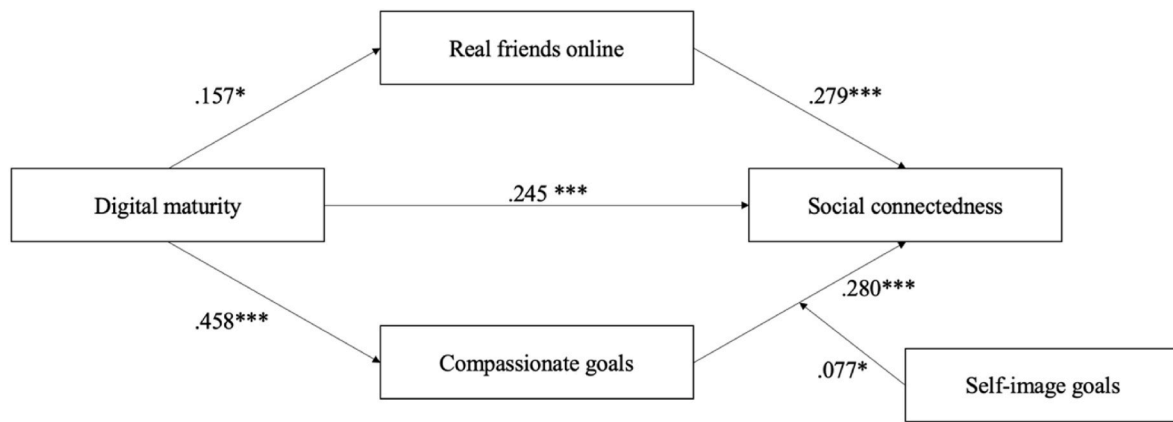 Real friends online
.157*
.279***
Digital maturity
.245 ***
Social connectedness
.458***
.280***
Compassionate goals
.077*
Self-image goals